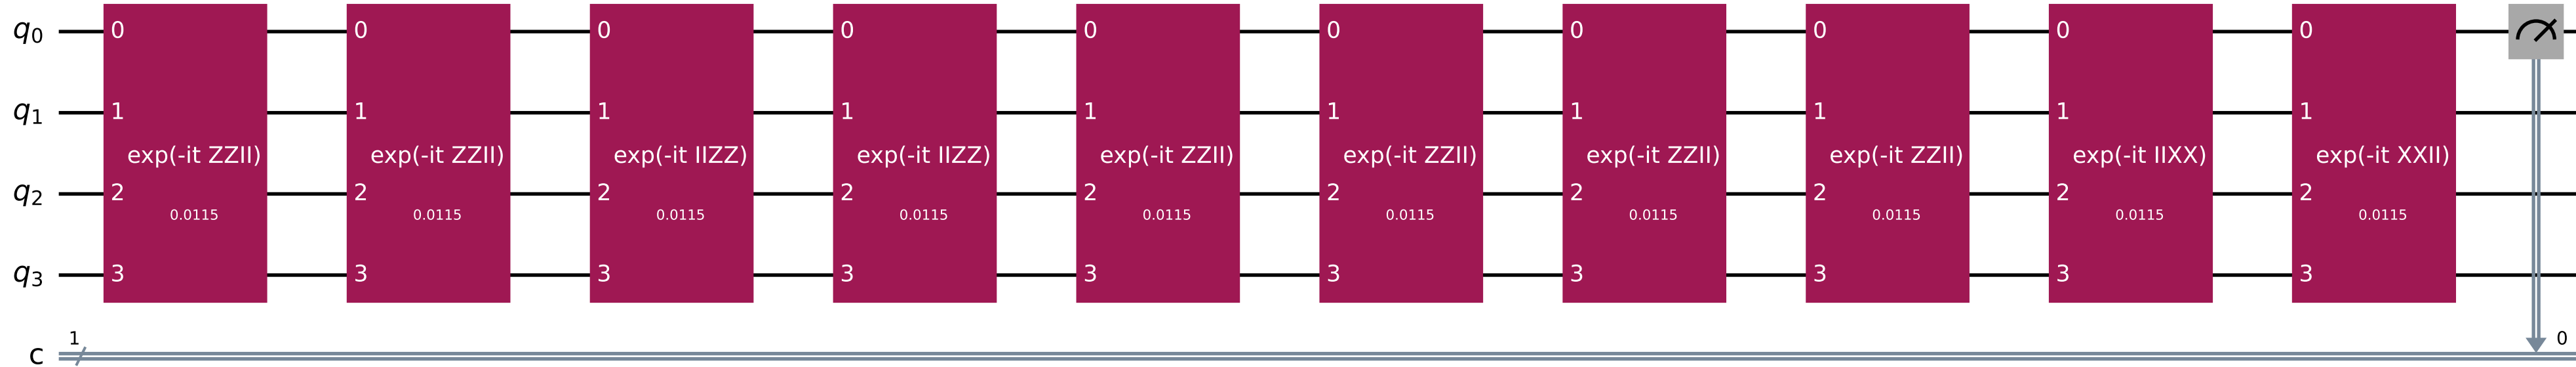 q0 0 0 0 0 0 0 0 0 0 0
q1 1 1 1 1 1 1 1 1 1 1
exp(-it ZZII) exp(-it ZZII) exp(-it IIZZ) exp(-it IIZZ) exp(-it ZZII) exp(-it ZZII) exp(-it ZZII) exp(-it ZZII) exp(-it IIXX) exp(-it XXII)
q2 2 2 2 2 2 2 2 2 2 2
0.0115 0.0115 0.0115 0.0115 0.0115 0.0115 0.0115 0.0115 0.0115 0.0115
q3 3 3 3 3 3 3 3 3 3 3
1 0
c